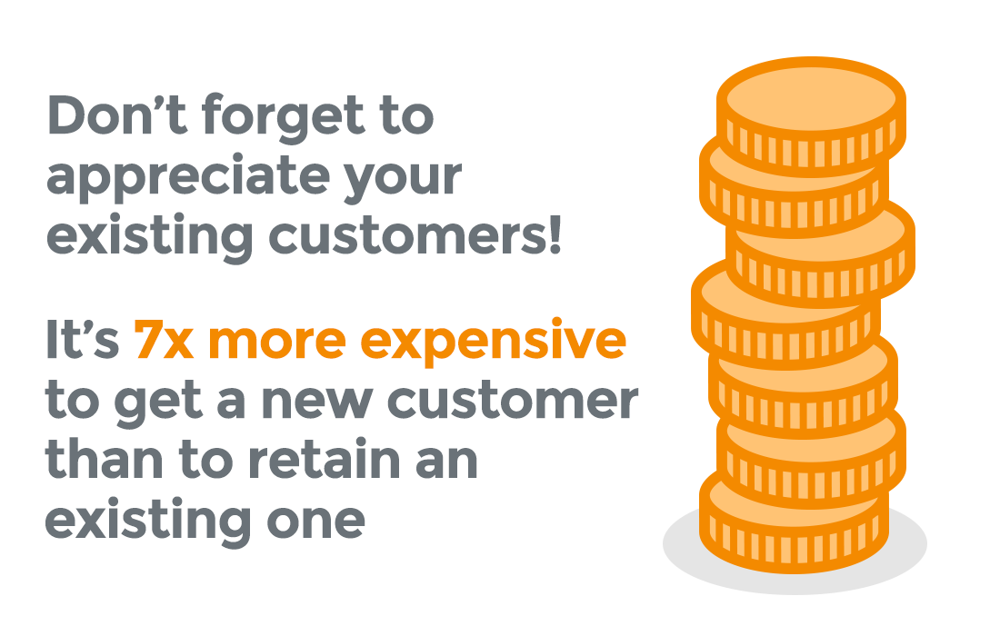 Don’t forget to
appreciate your
existing customers!
It’s 7x more expensive
to get a new customer
than to retain an
existing one